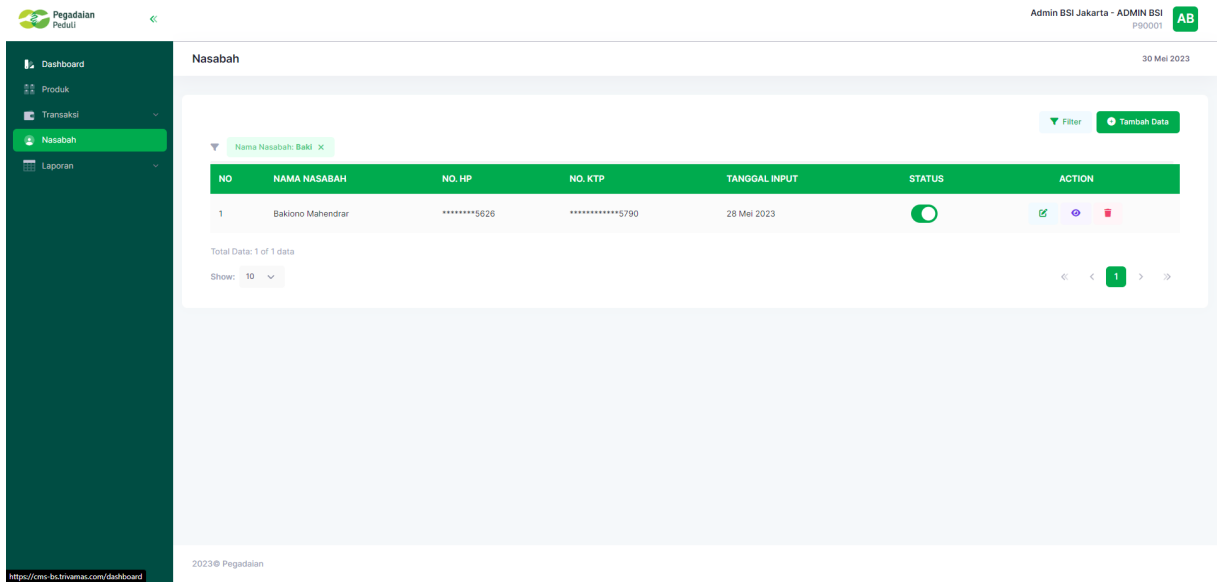 Pegadaian
Peduli
Admin BSI Jakarta - ADMIN BSI
P90001
AB
Dashboard
Produk
Transaksi
Nasabah
Laporan
Nasabah
30 Mei 2023
Filter
Tambah Data
Nama Nasabah: Baki ×
NO NAMA NASABAH NO. HP NO. KTP TANGGAL INPUT STATUS ACTION
1 Bakiono Mahendrar ********5626 ************5790 28 Mei 2023
Total Data: 1 of 1 data
Show: 10
1
2023© Pegadaian
https://cms-bs.trivamas.com/dashboard